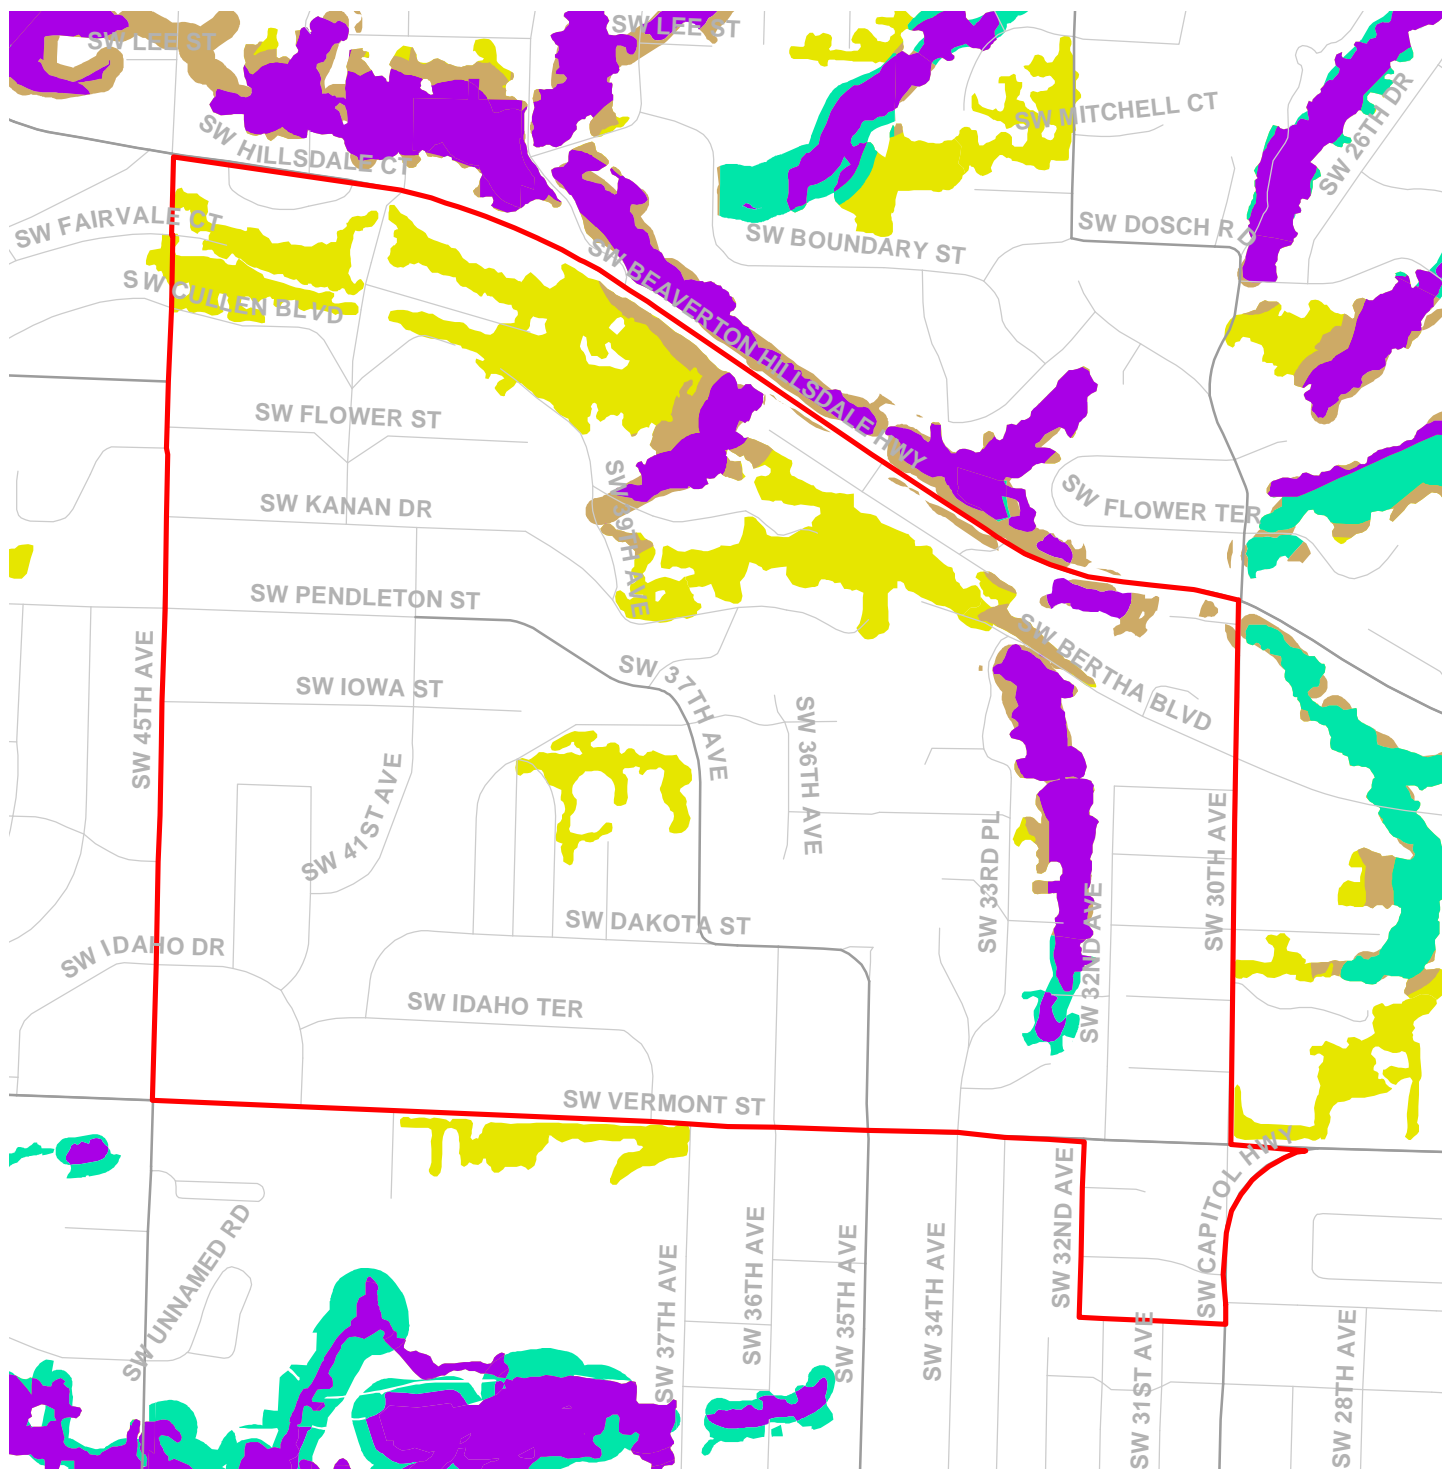 SW LEE ST
SW LEE ST
SW MITCHELL CT
SW 26TH DR
SW HILLSDALE CT
SW FAIRVALE CT
SW DOSCH RD
SW BOUNDARY ST
SW CULLEN BLVD
SW BEAVERTON HILLSDALE HWY
SW FLOWER ST
SW KANAN DR
SW 39TH AVE
SW FLOWER TER
SW PENDLETON ST
SW BERTHA BLVD
SW 45TH AVE
SW IOWA ST
SW 37TH AVE
SW 36TH AVE
SW 41ST AVE
SW 33RD PL
SW 30TH AVE
SW DAKOTA ST
SW IDAHO DR
SW 32ND AVE
SW IDAHO TER
SW VERMONT ST
SW CAPITOL HWY
SW UNNAMED RD
SW 37TH AVE
SW 36TH AVE
SW 35TH AVE
SW 34TH AVE
SW 32ND AVE
SW 31ST AVE
SW 28TH AVE